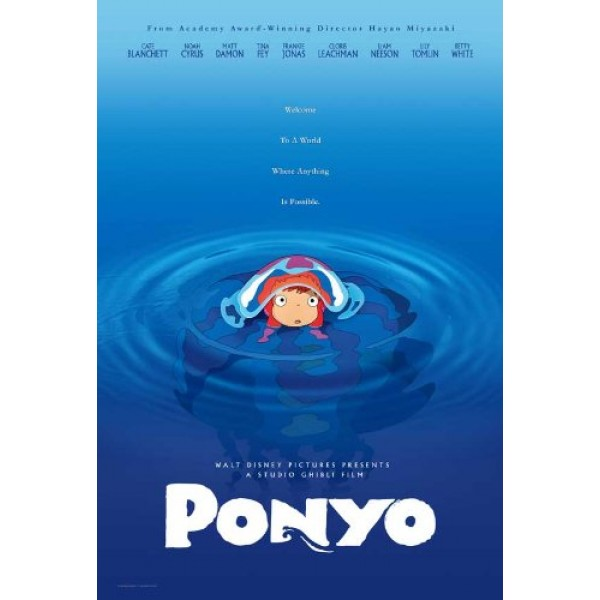 From Academy Award-Winning Director Hayao Miyazaki
CATE BLANCHETT NOAH CYRUS MATT DAMON TINA FEY FRANKIE JONAS CLORIS LEACHMAN LIAM NEESON LILY TOMLIN BETTY WHITE
Welcome
To A World
Where Anything
Is Possible.
WALT DISNEY PICTURES PRESENTS
A STUDIO GHIBLI FILM
PONYO